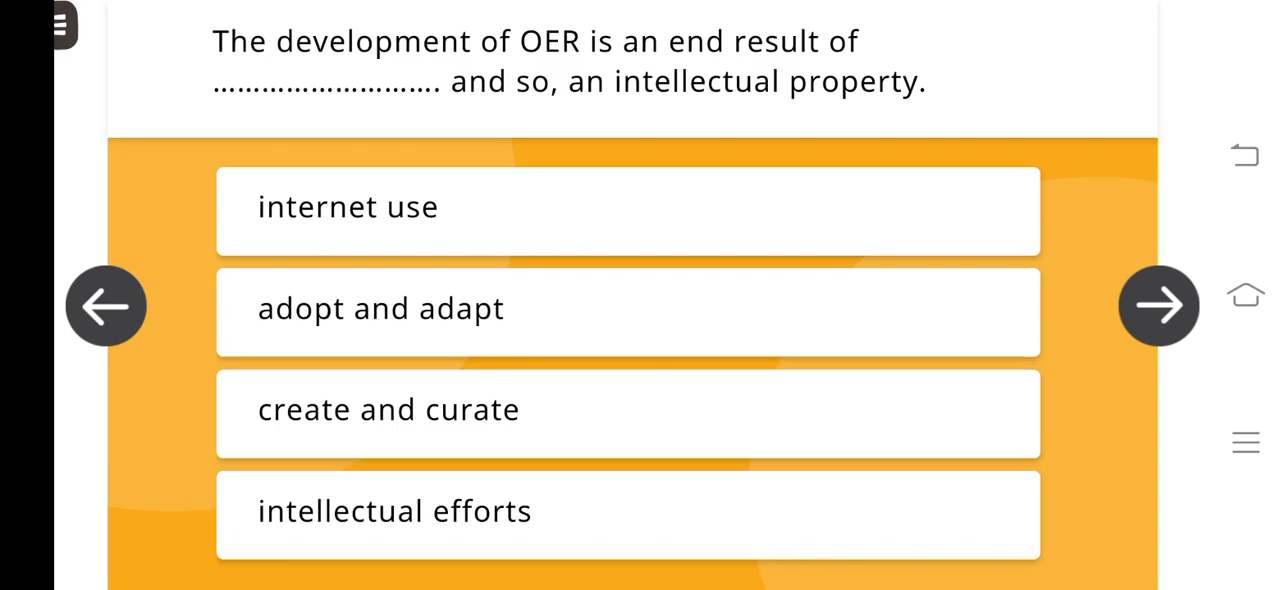 The development of OER is an end result of
............................ and so, an intellectual property.
internet use
adopt and adapt
create and curate
intellectual efforts